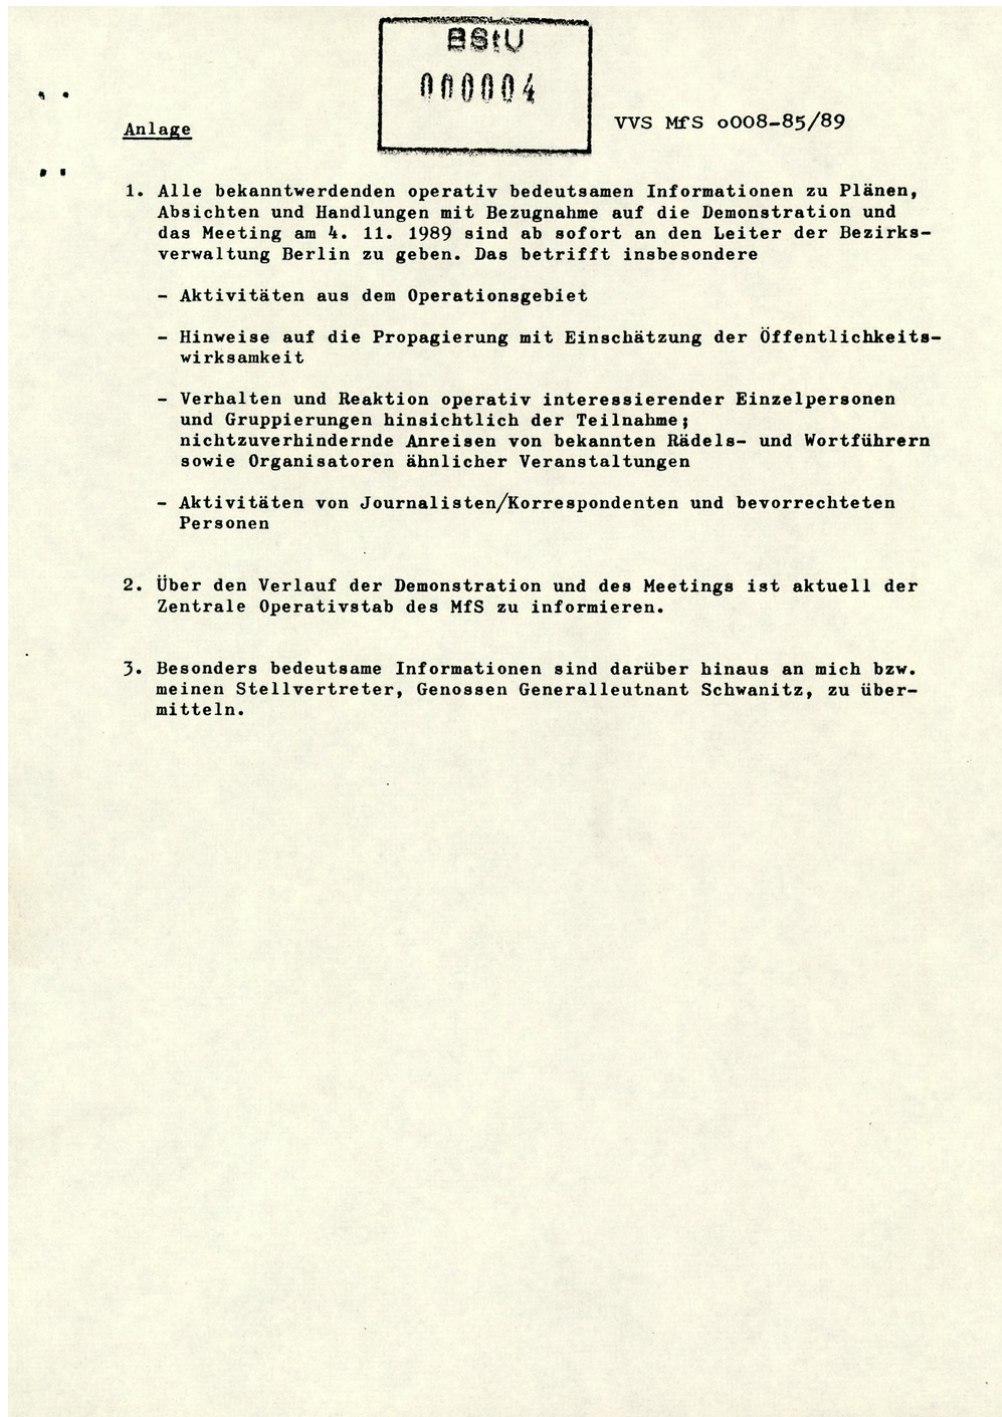 BStU
000004
Anlage
VVS MfS o008-85/89
1. Alle bekanntwerdenden operativ bedeutsamen Informationen zu Plänen,
Absichten und Handlungen mit Bezugnahme auf die Demonstration und
das Meeting am 4. 11. 1989 sind ab sofort an den Leiter der Bezirks-
verwaltung Berlin zu geben. Das betrifft insbesondere
- Aktivitäten aus dem Operationsgebiet
- Hinweise auf die Propagierung mit Einschätzung der Öffentlichkeits-
wirksamkeit
- Verhalten und Reaktion operativ interessierender Einzelpersonen
und Gruppierungen hinsichtlich der Teilnahme;
nichtzuverhindernde Anreisen von bekannten Rädels- und Wortführern
sowie Organisatoren ähnlicher Veranstaltungen
- Aktivitäten von Journalisten/Korrespondenten und bevorrechteten
Personen
2. Über den Verlauf der Demonstration und des Meetings ist aktuell der
Zentrale Operativstab des MfS zu informieren.
3. Besonders bedeutsame Informationen sind darüber hinaus an mich bzw.
meinen Stellvertreter, Genossen Generalleutnant Schwanitz, zu über-
mitteln.